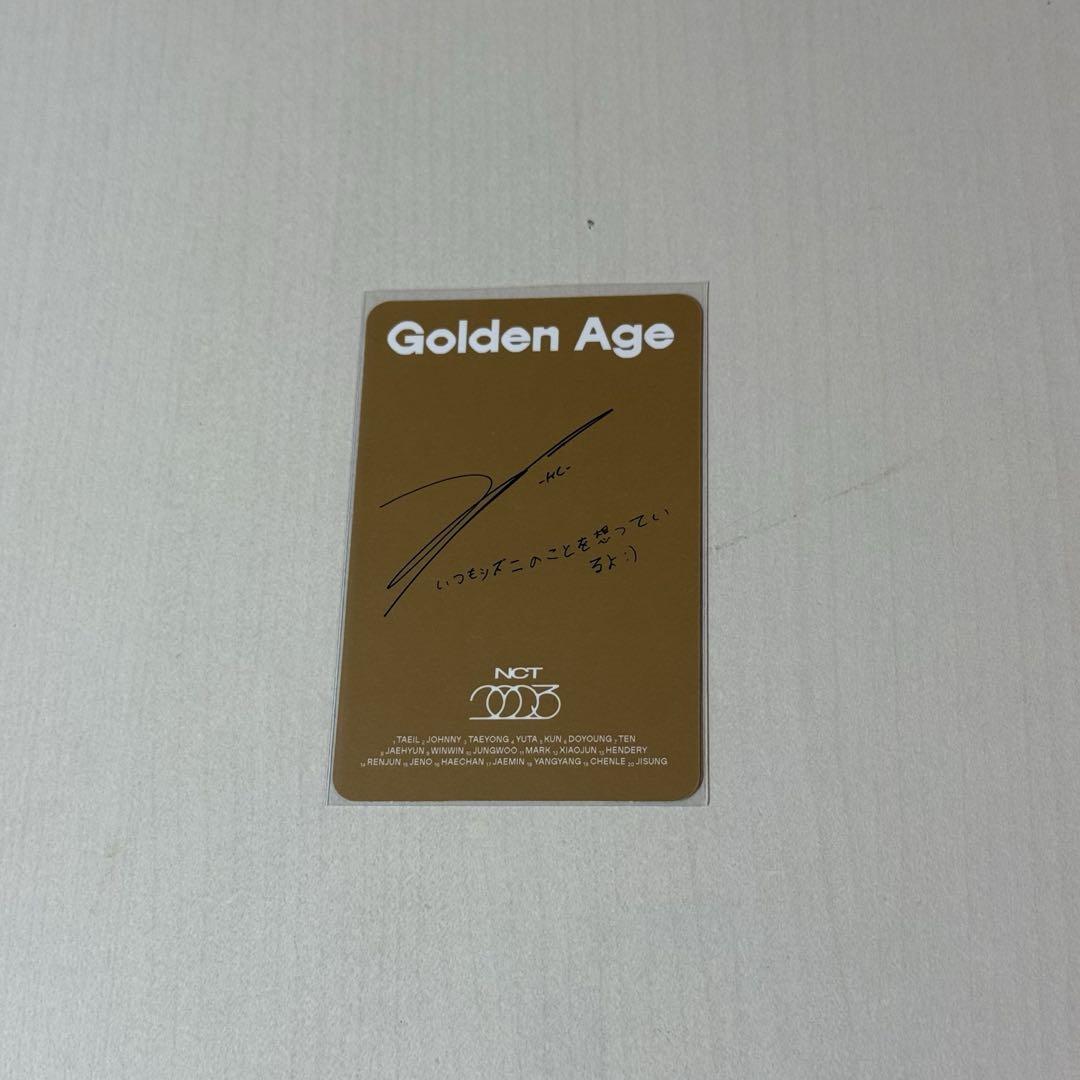 Golden Age
-HC-
いつもシズニのことを想ってい
るよ:)
NCT
2023
1 TAEIL 2 JOHNNY 3 TAEYONG 4 YUTA 5 KUN 6 DOYOUNG 7 TEN
8 JAEHYUN 9 WINWIN 10 JUNGWOO 11 MARK 12 XIAOJUN 13 HENDERY
14 RENJUN 15 JENO 16 HAECHAN 17 JAEMIN 18 YANGYANG 19 CHENLE 20 JISUNG